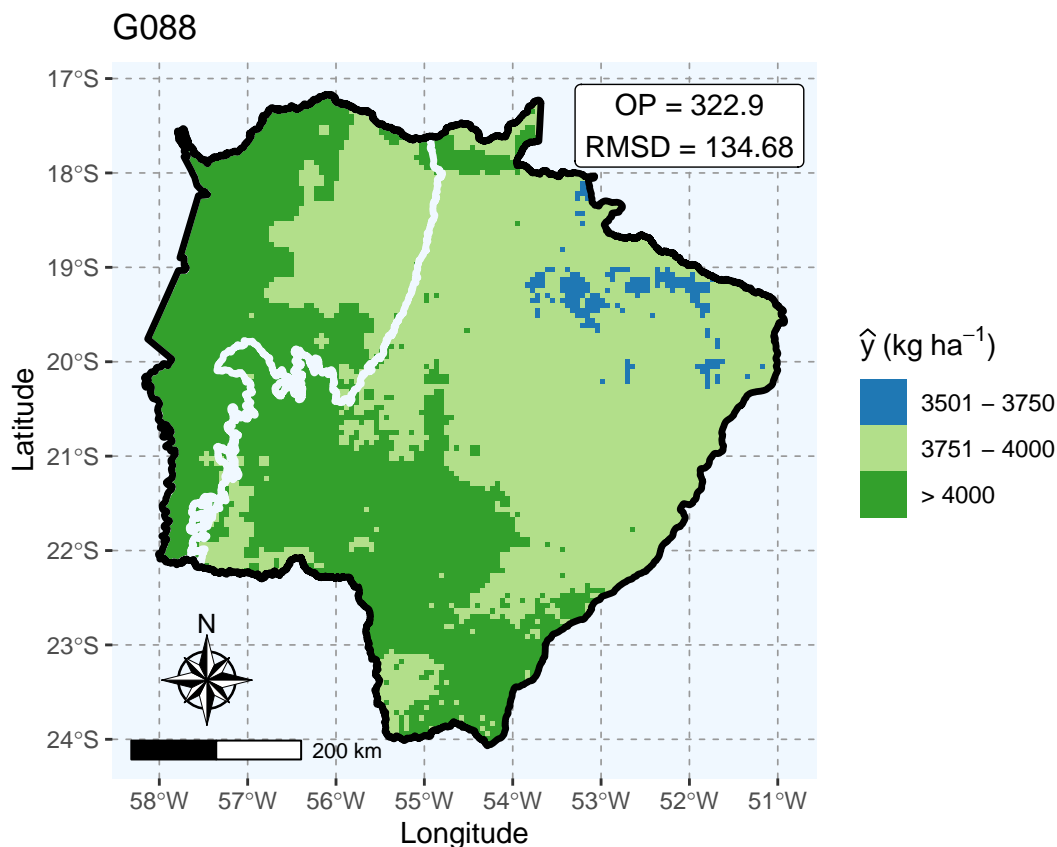 G088
OP = 322.9
RMSD = 134.68
17°S
18°S
19°S
20°S
21°S
22°S
23°S
24°S
Latitude
N
200 km
58°W 57°W 56°W 55°W 54°W 53°W 52°W 51°W
Longitude
ŷ (kg ha⁻¹)
3501 − 3750
3751 − 4000
> 4000